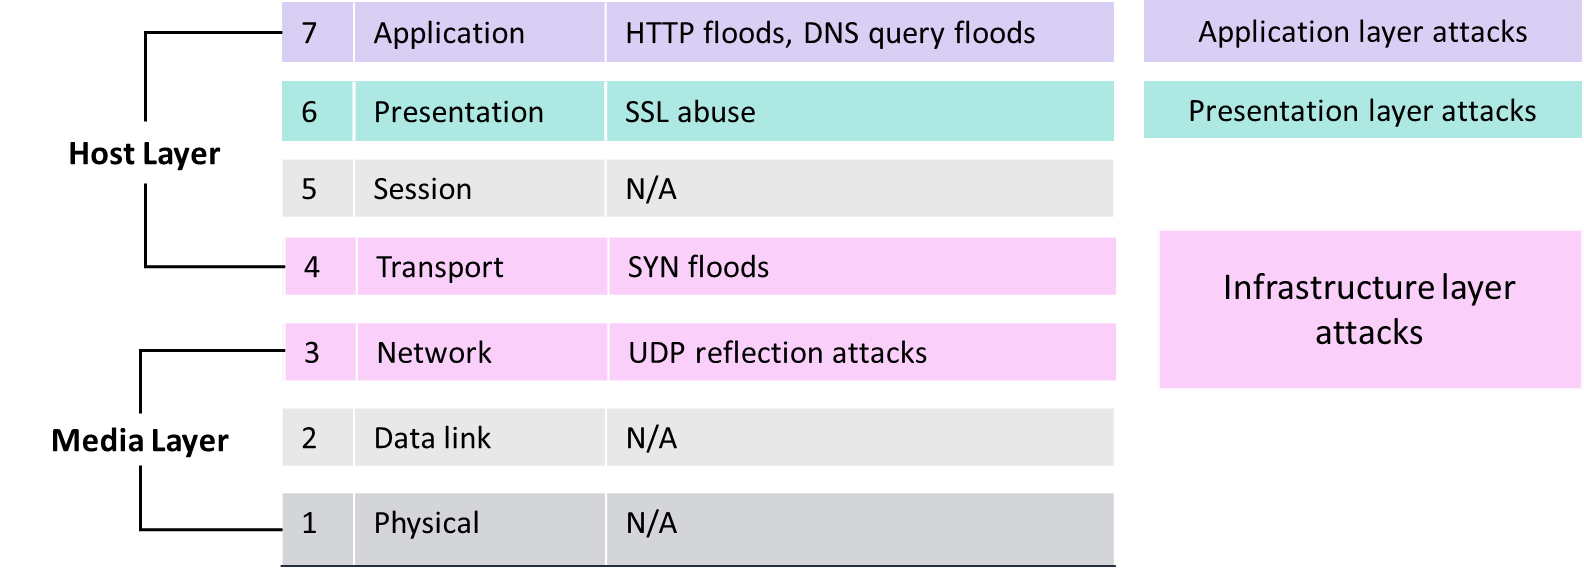 7 Application HTTP floods, DNS query floods Application layer attacks
6 Presentation SSL abuse Presentation layer attacks
Host Layer
5 Session N/A
4 Transport SYN floods
Infrastructure layer
attacks
3 Network UDP reflection attacks
Media Layer
2 Data link N/A
1 Physical N/A